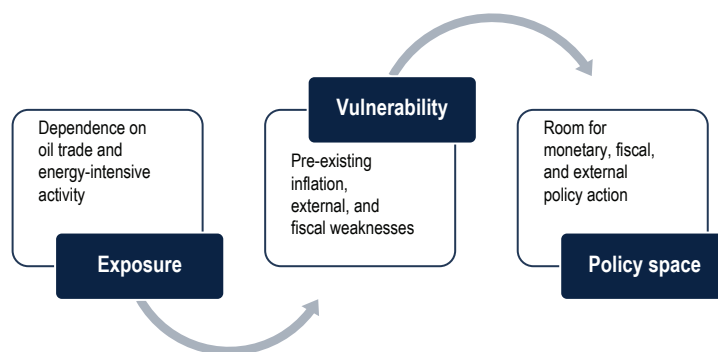 Dependence on
oil trade and
energy-intensive
activity
Exposure
Vulnerability
Pre-existing
inflation,
external, and
fiscal weaknesses
Room for
monetary, fiscal,
and external
policy action
Policy space